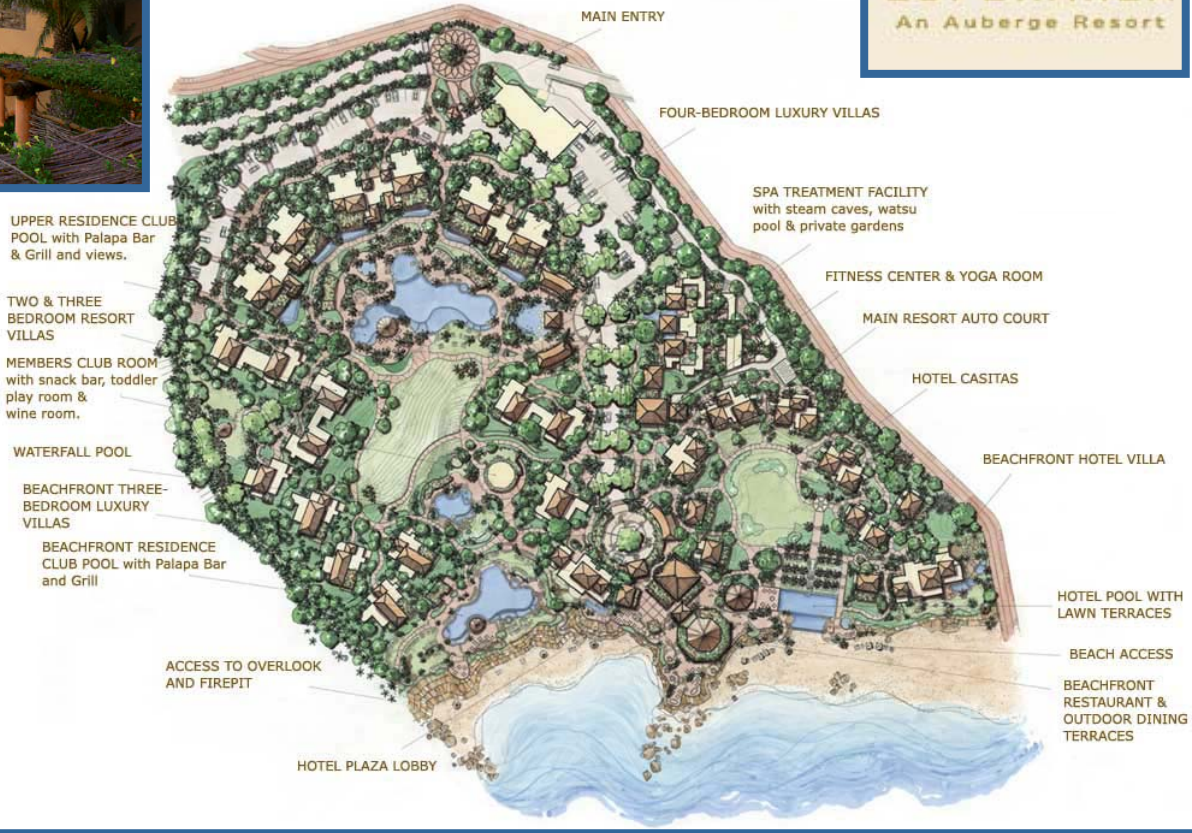 An Auberge Resort
MAIN ENTRY
FOUR-BEDROOM LUXURY VILLAS
SPA TREATMENT FACILITY
with steam caves, watsu
pool & private gardens
FITNESS CENTER & YOGA ROOM
MAIN RESORT AUTO COURT
HOTEL CASITAS
BEACHFRONT HOTEL VILLA
HOTEL POOL WITH
LAWN TERRACES
BEACH ACCESS
BEACHFRONT
RESTAURANT &
OUTDOOR DINING
TERRACES
UPPER RESIDENCE CLUB
POOL with Palapa Bar
& Grill and views.
TWO & THREE
BEDROOM RESORT
VILLAS
MEMBERS CLUB ROOM
with snack bar, toddler
play room &
wine room.
WATERFALL POOL
BEACHFRONT THREE-
BEDROOM LUXURY
VILLAS
BEACHFRONT RESIDENCE
CLUB POOL with Palapa Bar
and Grill
ACCESS TO OVERLOOK
AND FIREPIT
HOTEL PLAZA LOBBY